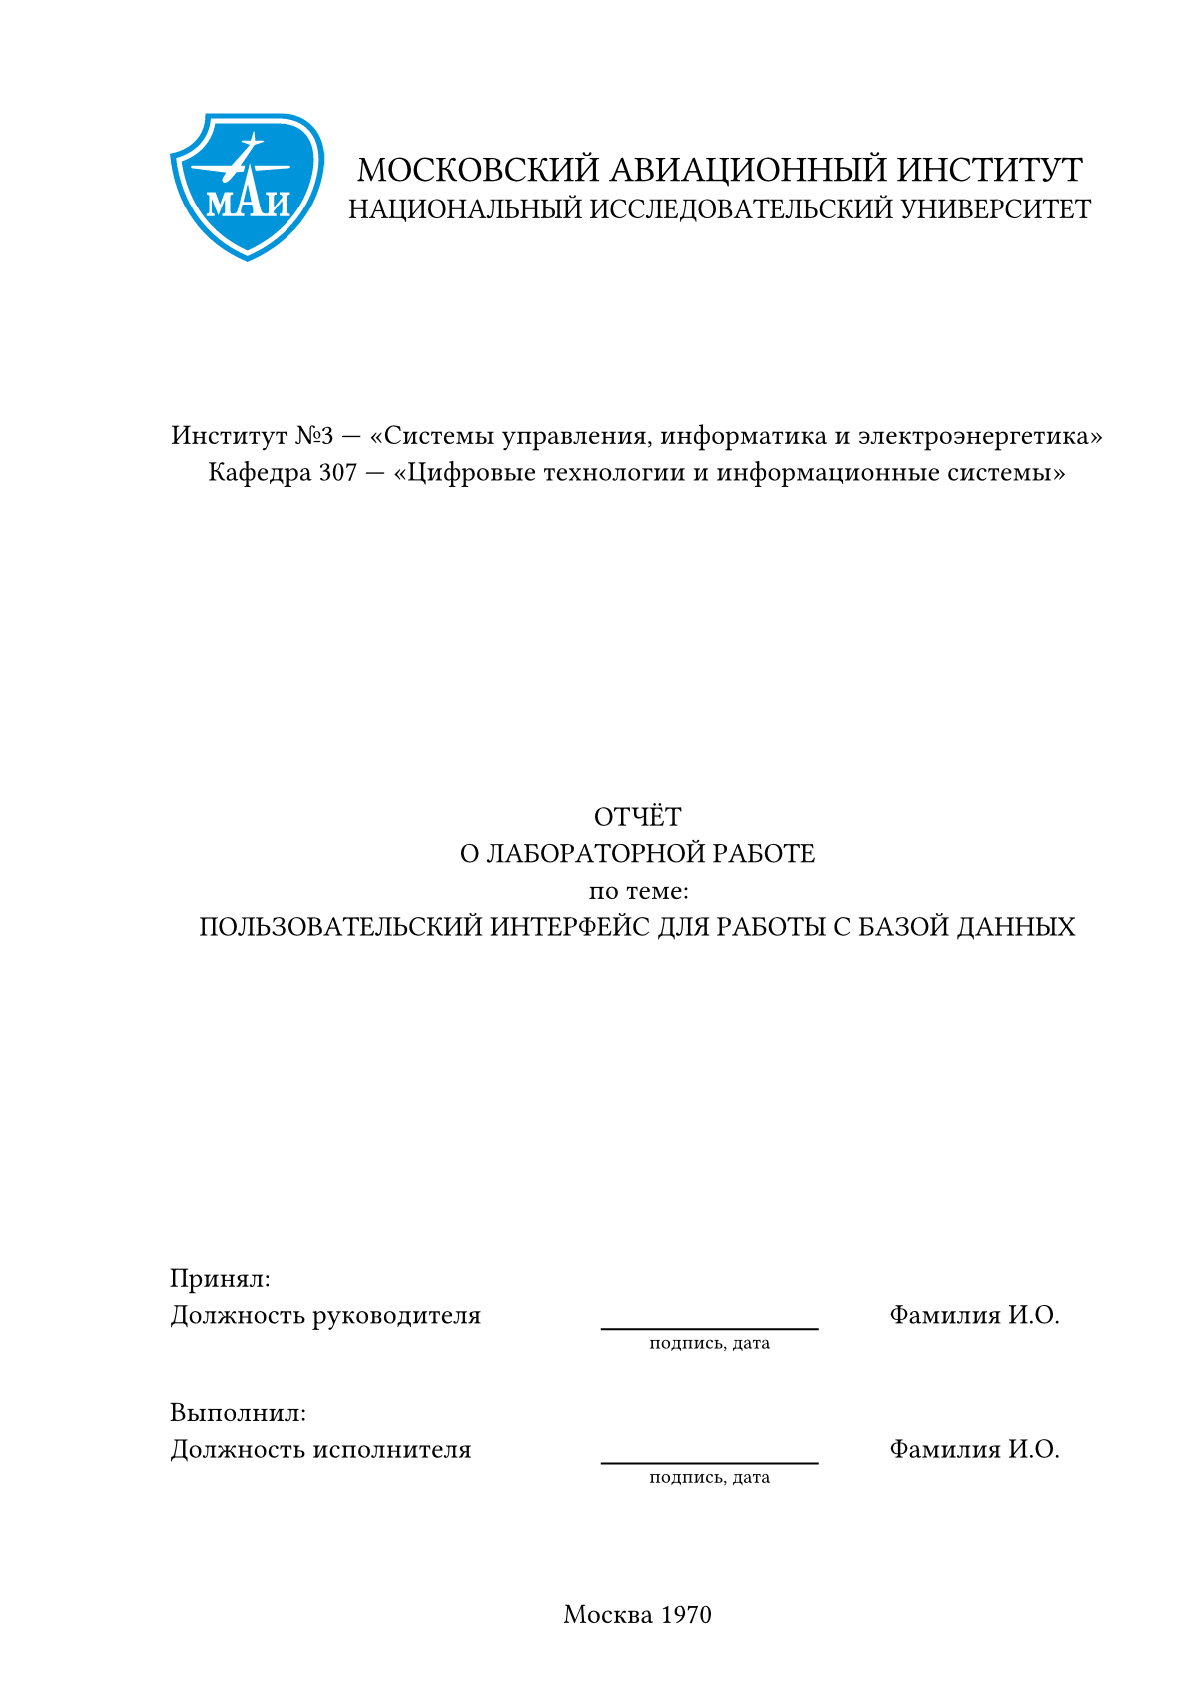 МАИ
МОСКОВСКИЙ АВИАЦИОННЫЙ ИНСТИТУТ
НАЦИОНАЛЬНЫЙ ИССЛЕДОВАТЕЛЬСКИЙ УНИВЕРСИТЕТ
Институт №3 — «Системы управления, информатика и электроэнергетика»
Кафедра 307 — «Цифровые технологии и информационные системы»
ОТЧЁТ
О ЛАБОРАТОРНОЙ РАБОТЕ
по теме:
ПОЛЬЗОВАТЕЛЬСКИЙ ИНТЕРФЕЙС ДЛЯ РАБОТЫ С БАЗОЙ ДАННЫХ
Принял:
Должность руководителя Фамилия И.О.
подпись, дата
Выполнил:
Должность исполнителя Фамилия И.О.
подпись, дата
Москва 1970